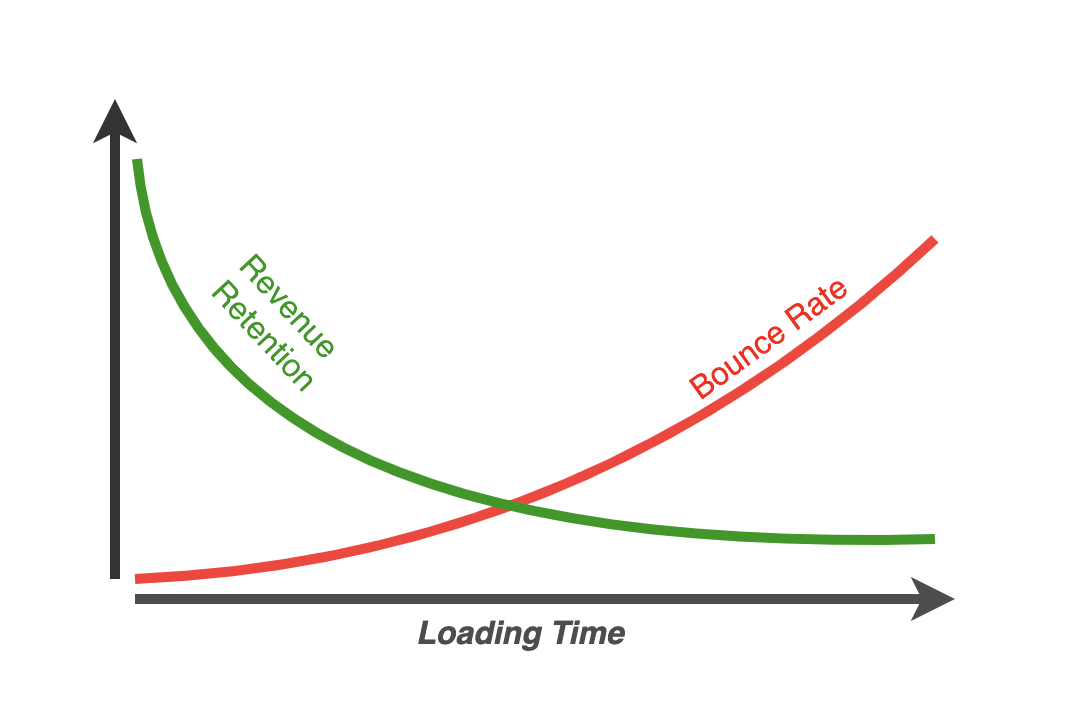 Revenue
Retention
Bounce Rate
Loading Time